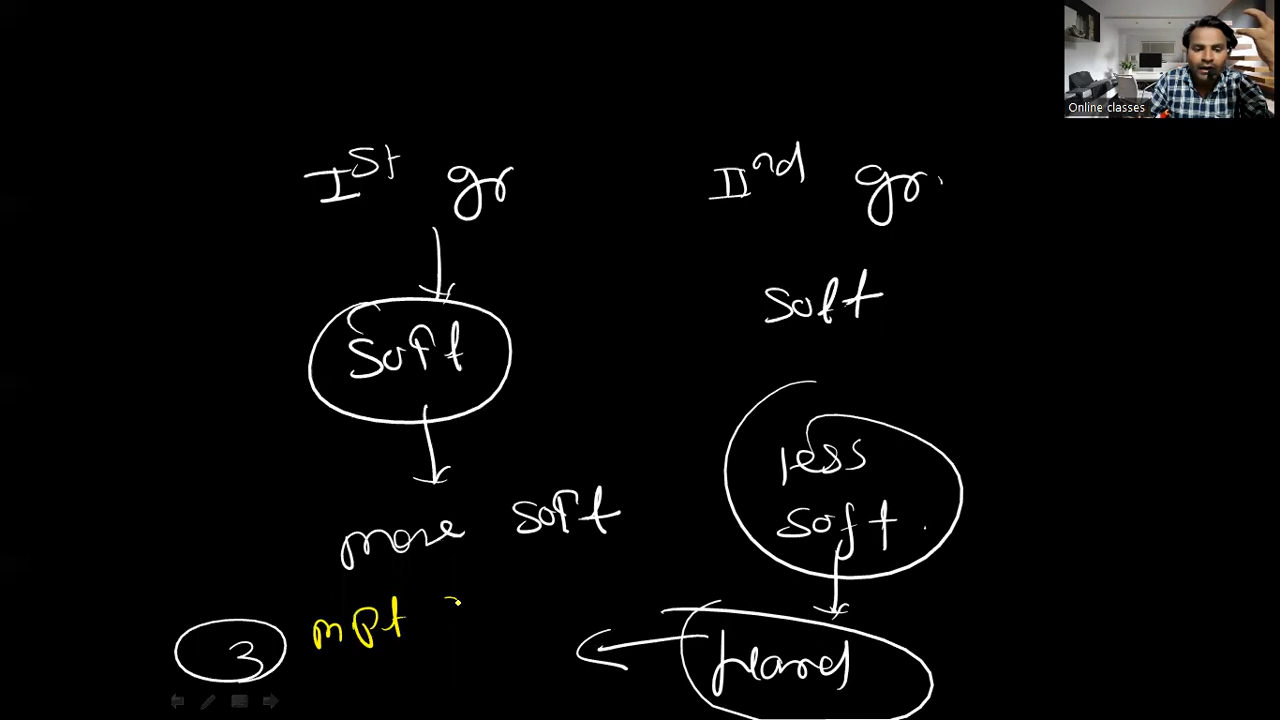 Online classes
Ist gr
IInd gr.
soft
soft
less
soft
more soft
3
mpt
Hard